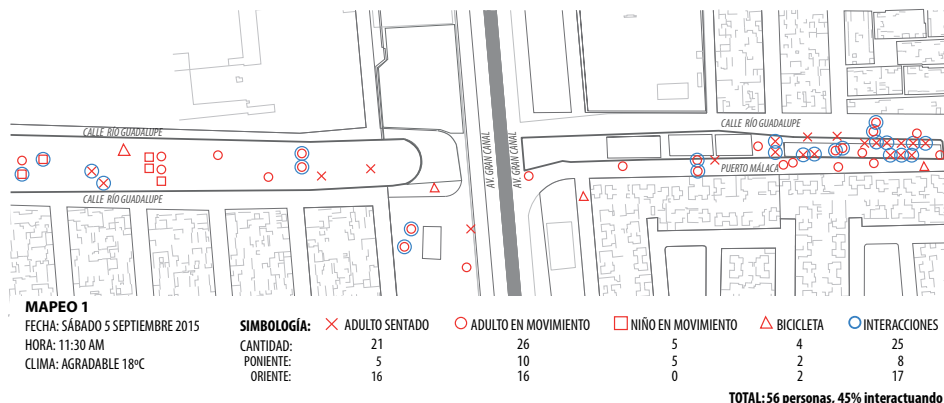 CALLE RÍO GUADALUPE
CALLE RÍO GUADALUPE
AV. GRAN CANAL
AV. GRAN CANAL
CALLE RÍO GUADALUPE
PUERTO MÁLACA
MAPEO 1
FECHA: SÁBADO 5 SEPTIEMBRE 2015
HORA: 11:30 AM
CLIMA: AGRADABLE 18ºC
SIMBOLOGÍA: ADULTO SENTADO ADULTO EN MOVIMIENTO NIÑO EN MOVIMIENTO BICICLETA INTERACCIONES
CANTIDAD: 21 26 5 4 25
PONIENTE: 5 10 5 2 8
ORIENTE: 16 16 0 2 17
TOTAL: 56 personas, 45% interactuando